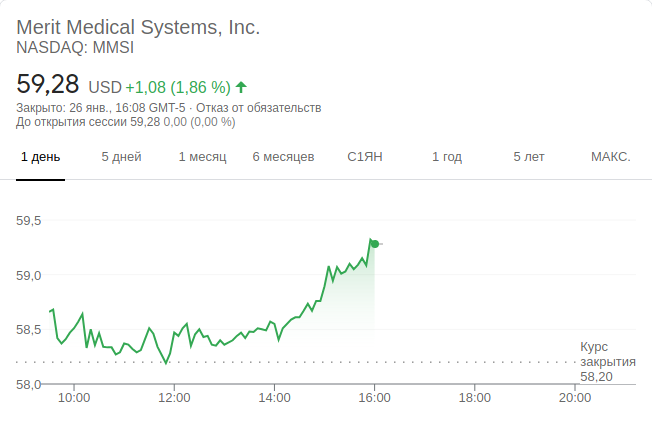 Merit Medical Systems, Inc.
NASDAQ: MMSI
59,28 USD +1,08 (1,86 %)
Закрыто: 26 янв., 16:08 GMT-5 · Отказ от обязательств
До открытия сессии 59,28 0,00 (0,00 %)
1 день 5 дней 1 месяц 6 месяцев С1ЯН 1 год 5 лет МАКС.
59,5
59,0
58,5
Курс
закрытия
58,20
58,0
10:00 12:00 14:00 16:00 18:00 20:00